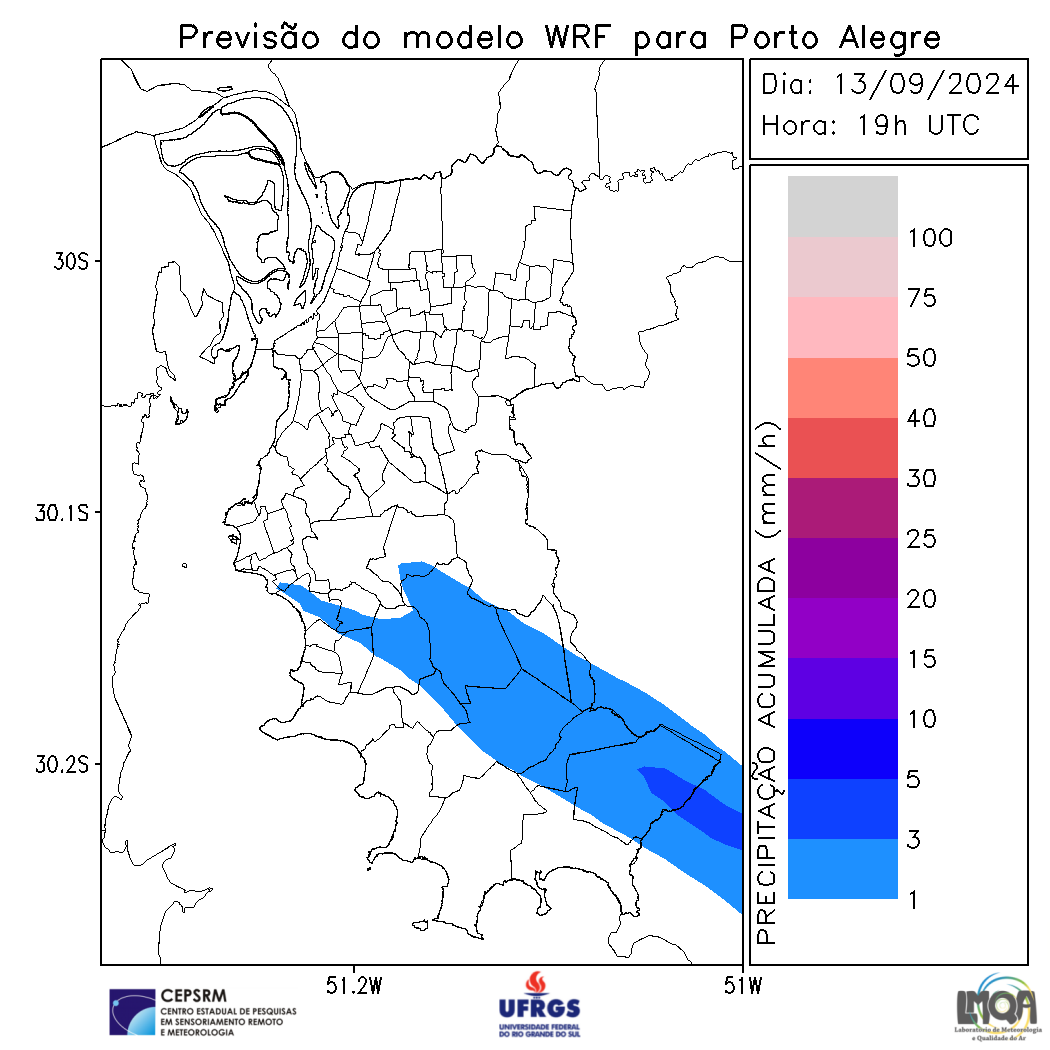 Previsão do modelo WRF para Porto Alegre
Dia: 13/09/2024
Hora: 19h UTC
30S
30.1S
30.2S
51.2W
51W
PRECIPITAÇÃO ACUMULADA (mm/h)
100
75
50
40
30
25
20
15
10
5
3
1
CEPSRM
CENTRO ESTADUAL DE PESQUISAS
EM SENSORIAMENTO REMOTO
E METEOROLOGIA
UFRGS
UNIVERSIDADE FEDERAL
DO RIO GRANDE DO SUL
LMQA
Laboratório de Meteorologia
e Qualidade do Ar